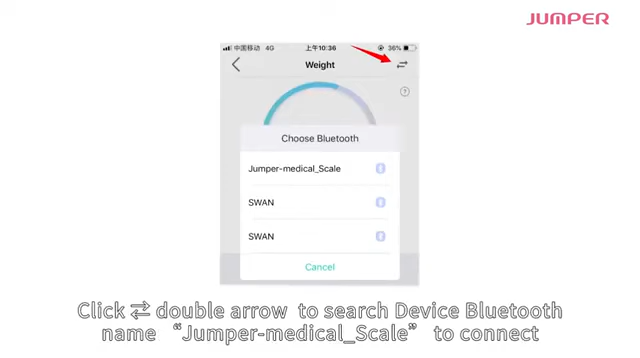 JUMPER
中国移动 4G 上午10:36 36%
Weight
?
Choose Bluetooth
Jumper-medical_Scale
SWAN
SWAN
Cancel
Click ⇄ double arrow to search Device Bluetooth
name “Jumper-medical_Scale” to connect